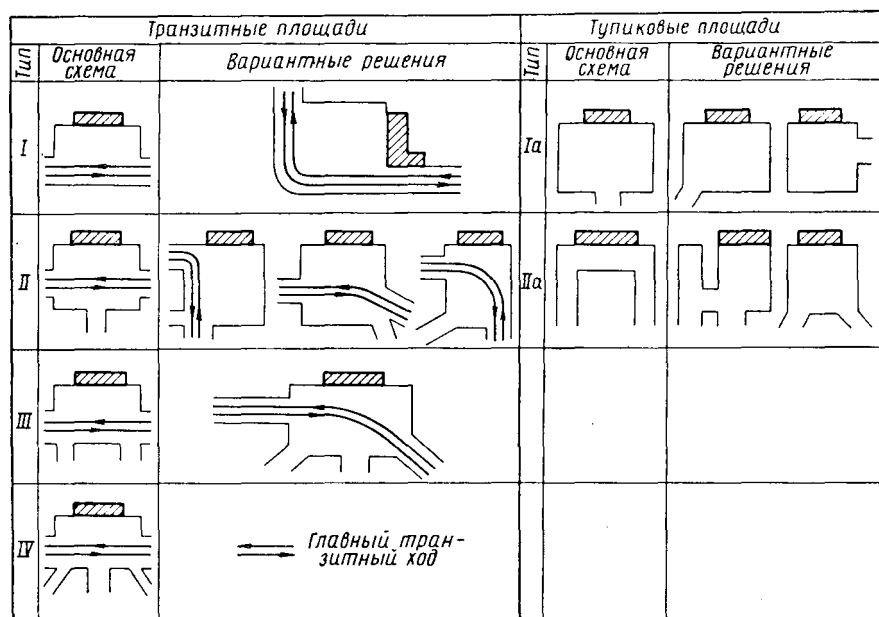 Транзитные площади
Тупиковые площади
Тип
Основная
схема
Вариантные решения
Тип
Основная
схема
Вариантные
решения
I
Iа
II
IIа
III
IV
Главный тран-
зитный ход